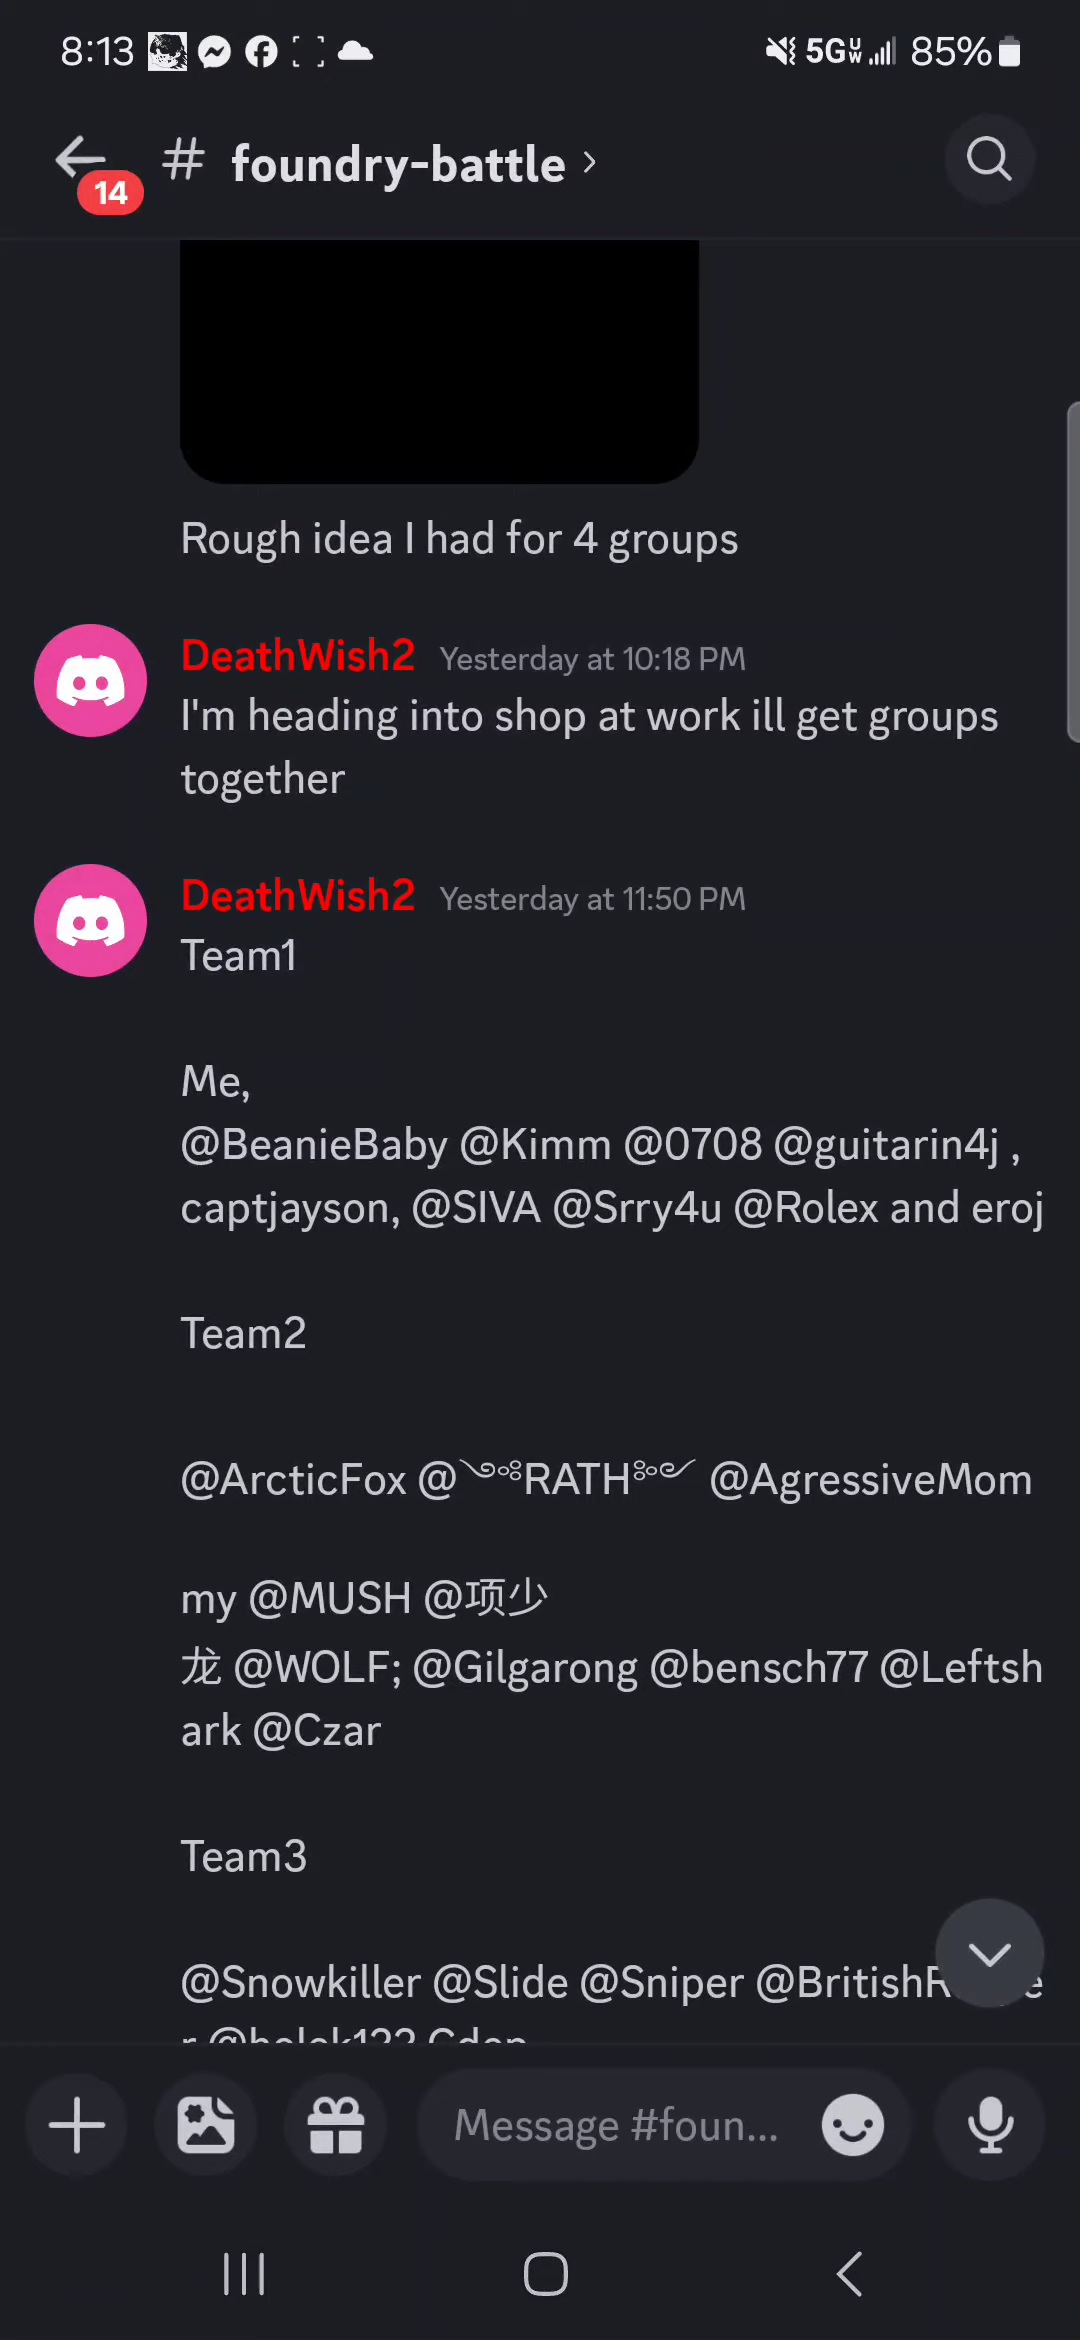 8:13 5G UW 85%
14 # foundry-battle
Rough idea I had for 4 groups
DeathWish2 Yesterday at 10:18 PM
I'm heading into shop at work ill get groups
together
DeathWish2 Yesterday at 11:50 PM
Team1
Me,
@BeanieBaby @Kimm @0708 @guitarin4j ,
captjayson, @SIVA @Srry4u @Rolex and eroj
Team2
@ArcticFox @༺RATH༻ @AgressiveMom
my @MUSH @项少
龙 @WOLF; @Gilgarong @bensch77 @Leftsh
ark @Czar
Team3
@Snowkiller @Slide @Sniper
Message #foun...